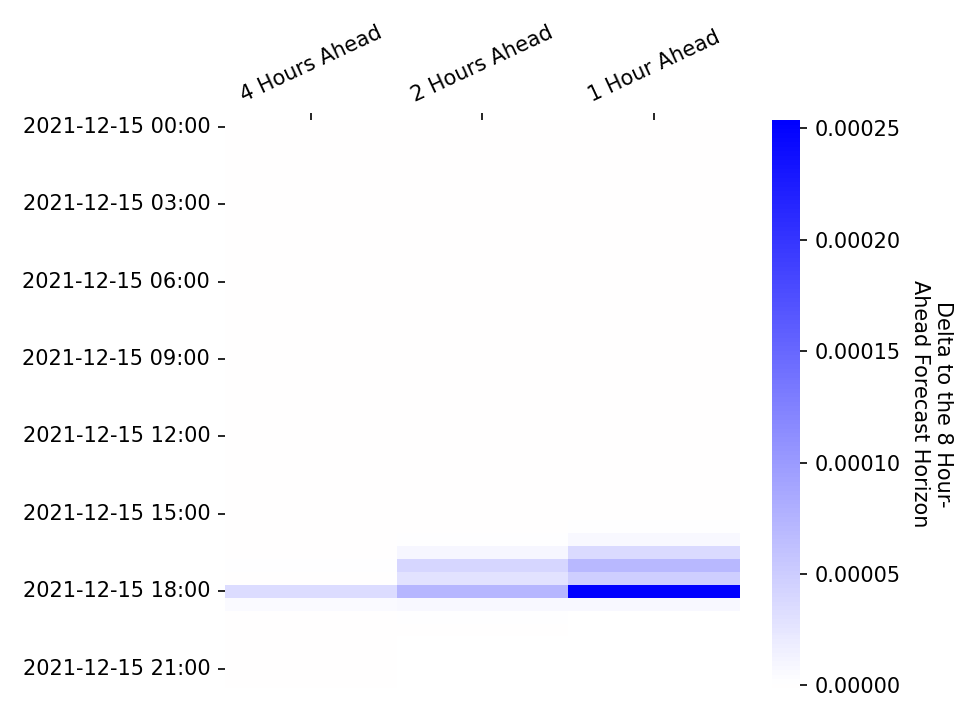 4 Hours Ahead
2 Hours Ahead
1 Hour Ahead
2021-12-15 00:00
2021-12-15 03:00
2021-12-15 06:00
2021-12-15 09:00
2021-12-15 12:00
2021-12-15 15:00
2021-12-15 18:00
2021-12-15 21:00
0.00025
0.00020
0.00015
0.00010
0.00005
0.00000
Delta to the 8 Hour-
Ahead Forecast Horizon